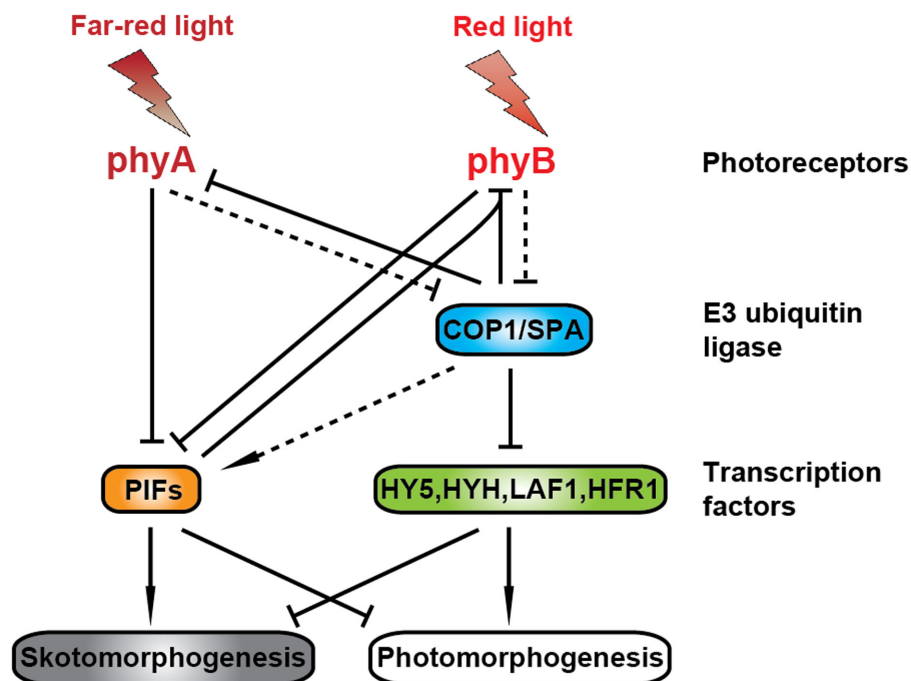 Far-red light
Red light
phyA
phyB
Photoreceptors
COP1/SPA
E3 ubiquitin
ligase
PIFs
HY5,HYH,LAF1,HFR1
Transcription
factors
Skotomorphogenesis
Photomorphogenesis